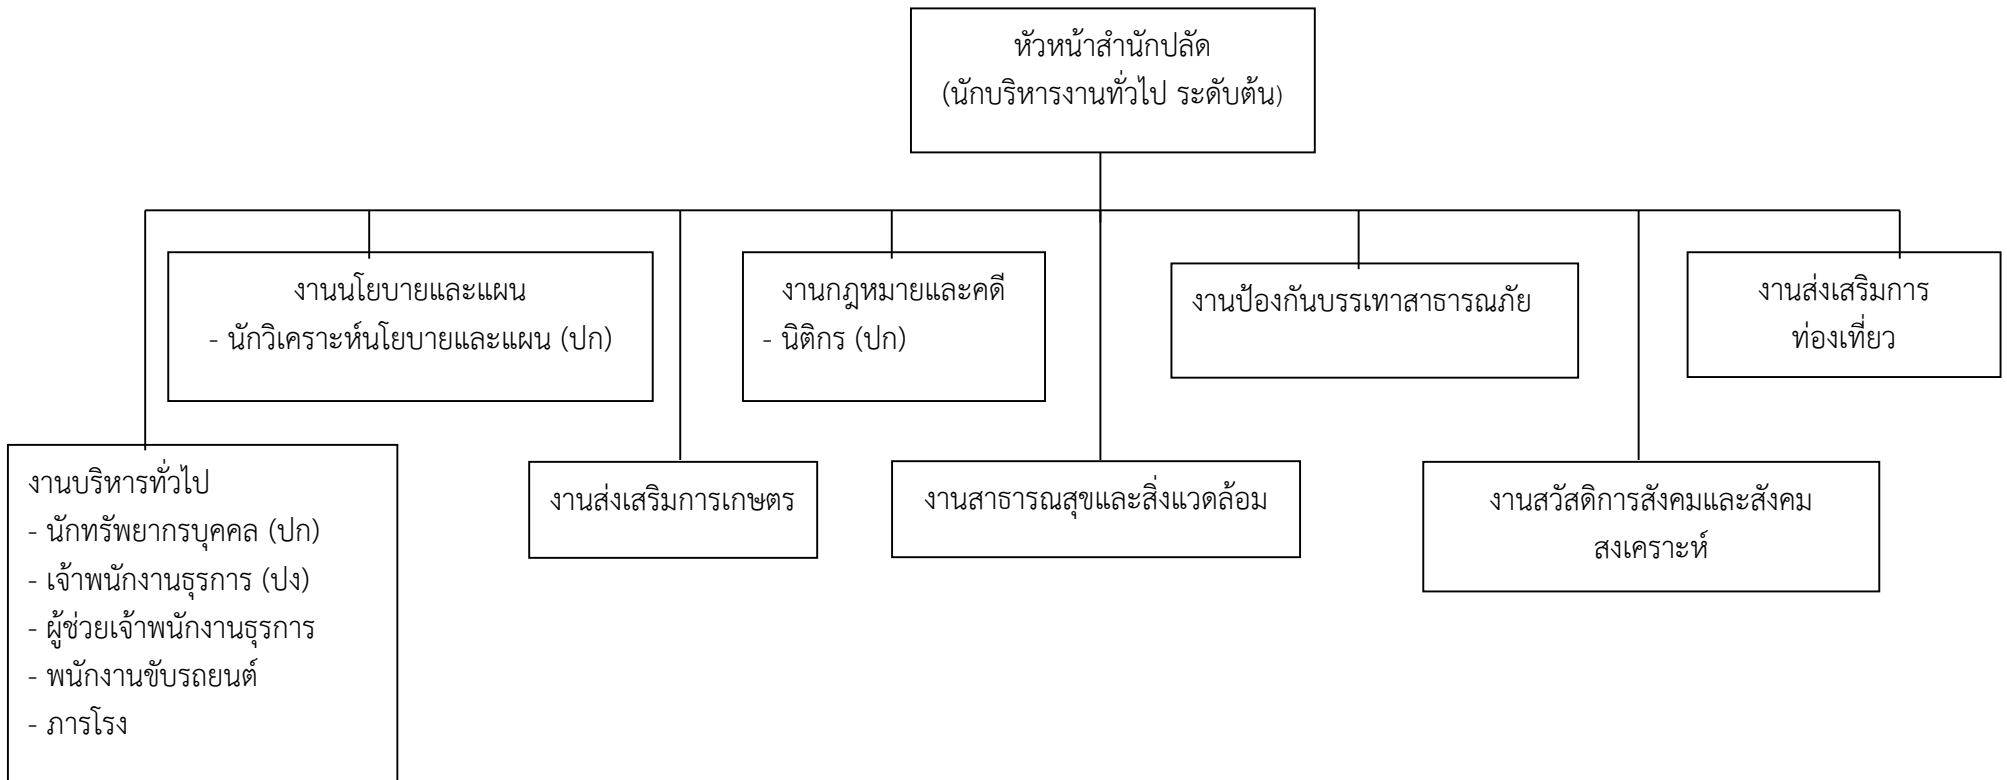 หัวหน้าสำนักปลัด
(นักบริหารงานทั่วไป ระดับต้น)
งานนโยบายและแผน
- นักวิเคราะห์นโยบายและแผน (ปก)
งานกฎหมายและคดี
- นิติกร (ปก)
งานป้องกันบรรเทาสาธารณภัย
งานส่งเสริมการ
ท่องเที่ยว
งานบริหารทั่วไป
- นักทรัพยากรบุคคล (ปก)
- เจ้าพนักงานธุรการ (ปง)
- ผู้ช่วยเจ้าพนักงานธุรการ
- พนักงานขับรถยนต์
- ภารโรง
งานส่งเสริมการเกษตร
งานสาธารณสุขและสิ่งแวดล้อม
งานสวัสดิการสังคมและสังคม
สงเคราะห์